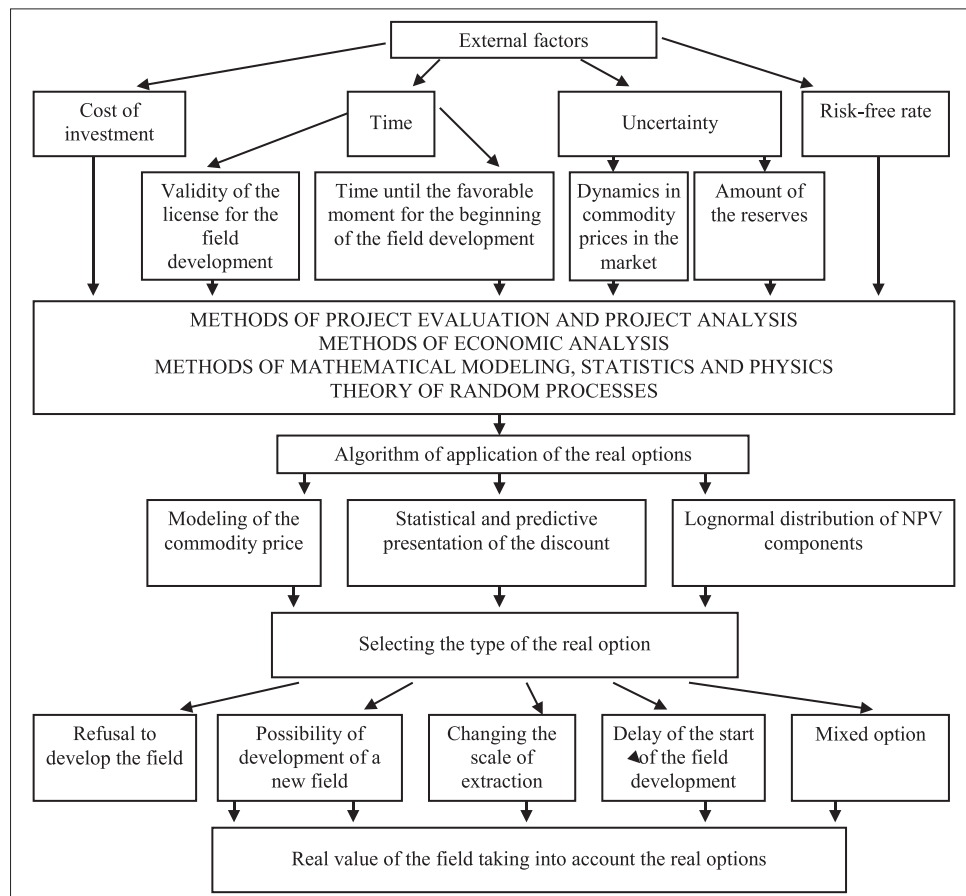 External factors
Cost of
investment
Time
Uncertainty
Risk-free rate
Validity of the
license for the
field
development
Time until the favorable
moment for the beginning
of the field development
Dynamics in
commodity
prices in the
market
Amount of
the reserves
METHODS OF PROJECT EVALUATION AND PROJECT ANALYSIS
METHODS OF ECONOMIC ANALYSIS
METHODS OF MATHEMATICAL MODELING, STATISTICS AND PHYSICS
THEORY OF RANDOM PROCESSES
Algorithm of application of the real options
Modeling of the
commodity price
Statistical and predictive
presentation of the discount
Lognormal distribution of NPV
components
Selecting the type of the real option
Refusal to
develop the field
Possibility of
development of a
new field
Changing the
scale of
extraction
Delay of the start
of the field
development
Mixed option
Real value of the field taking into account the real options